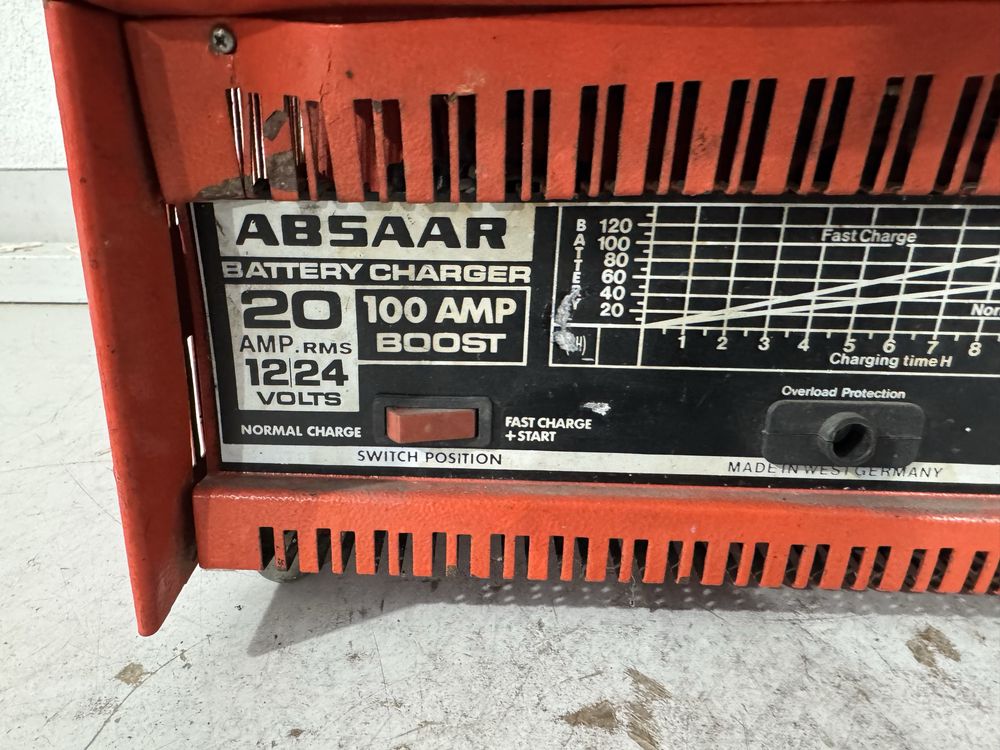 ABSAAR
BATTERY CHARGER
20
AMP.RMS
12/24
VOLTS
100 AMP
BOOST
NORMAL CHARGE
FAST CHARGE
+START
SWITCH POSITION
BATTERY
120
100
80
60
40
20
Fast Charge
1 2 3 4 5 6 7 8
Charging time H
Overload Protection
MADE IN WEST GERMANY